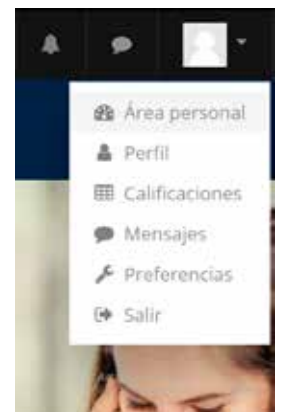 Área personal
Perfil
Calificaciones
Mensajes
Preferencias
Salir